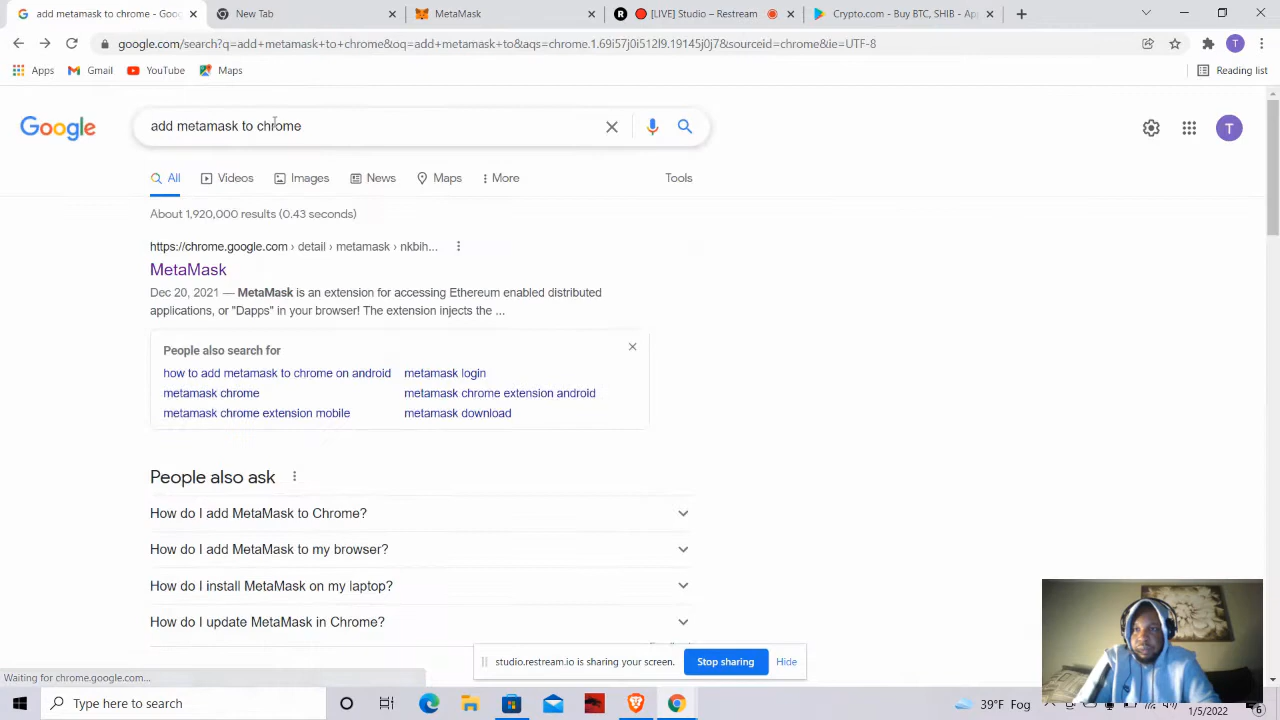 add metamask to chrome - Google
New Tab
MetaMask
[LIVE] Studio – Restream
Crypto.com - Buy BTC, SHIB - Ap
google.com/search?q=add+metamask+to+chrome&oq=add+metamask+to&aqs=chrome.1.69i57j0i512l9.19145j0j7&sourceid=chrome&ie=UTF-8
T
Apps
Gmail
YouTube
Maps
Reading list
Google
add metamask to chrome
T
All
Videos
Images
News
Maps
More
Tools
About 1,920,000 results (0.43 seconds)
https://chrome.google.com › detail › metamask › nkbih...
MetaMask
Dec 20, 2021 — MetaMask is an extension for accessing Ethereum enabled distributed
applications, or "Dapps" in your browser! The extension injects the ...
People also search for
how to add metamask to chrome on android
metamask login
metamask chrome
metamask chrome extension android
metamask chrome extension mobile
metamask download
People also ask
How do I add MetaMask to Chrome?
How do I add MetaMask to my browser?
How do I install MetaMask on my laptop?
How do I update MetaMask in Chrome?
studio.restream.io is sharing your screen.
Stop sharing
Hide
Waiting for chrome.google.com...
Type here to search
39°F Fog
1/5/2022